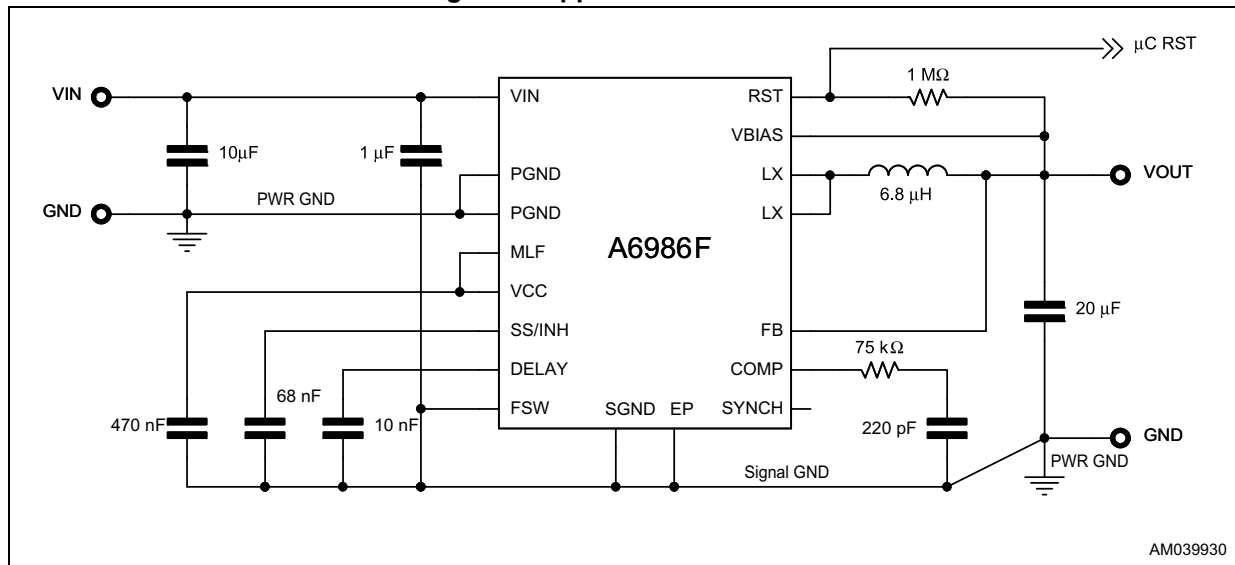 μC RST
1 MΩ
VIN
VIN
RST
VBIAS
10μF
1 μF
PGND
LX
VOUT
6.8 μH
PWR GND
GND
PGND
LX
A6986F
MLF
VCC
20 μF
SS/INH
FB
75 kΩ
DELAY
COMP
68 nF
FSW
SGND
EP
SYNCH
470 nF
10 nF
220 pF
GND
PWR GND
Signal GND
AM039930